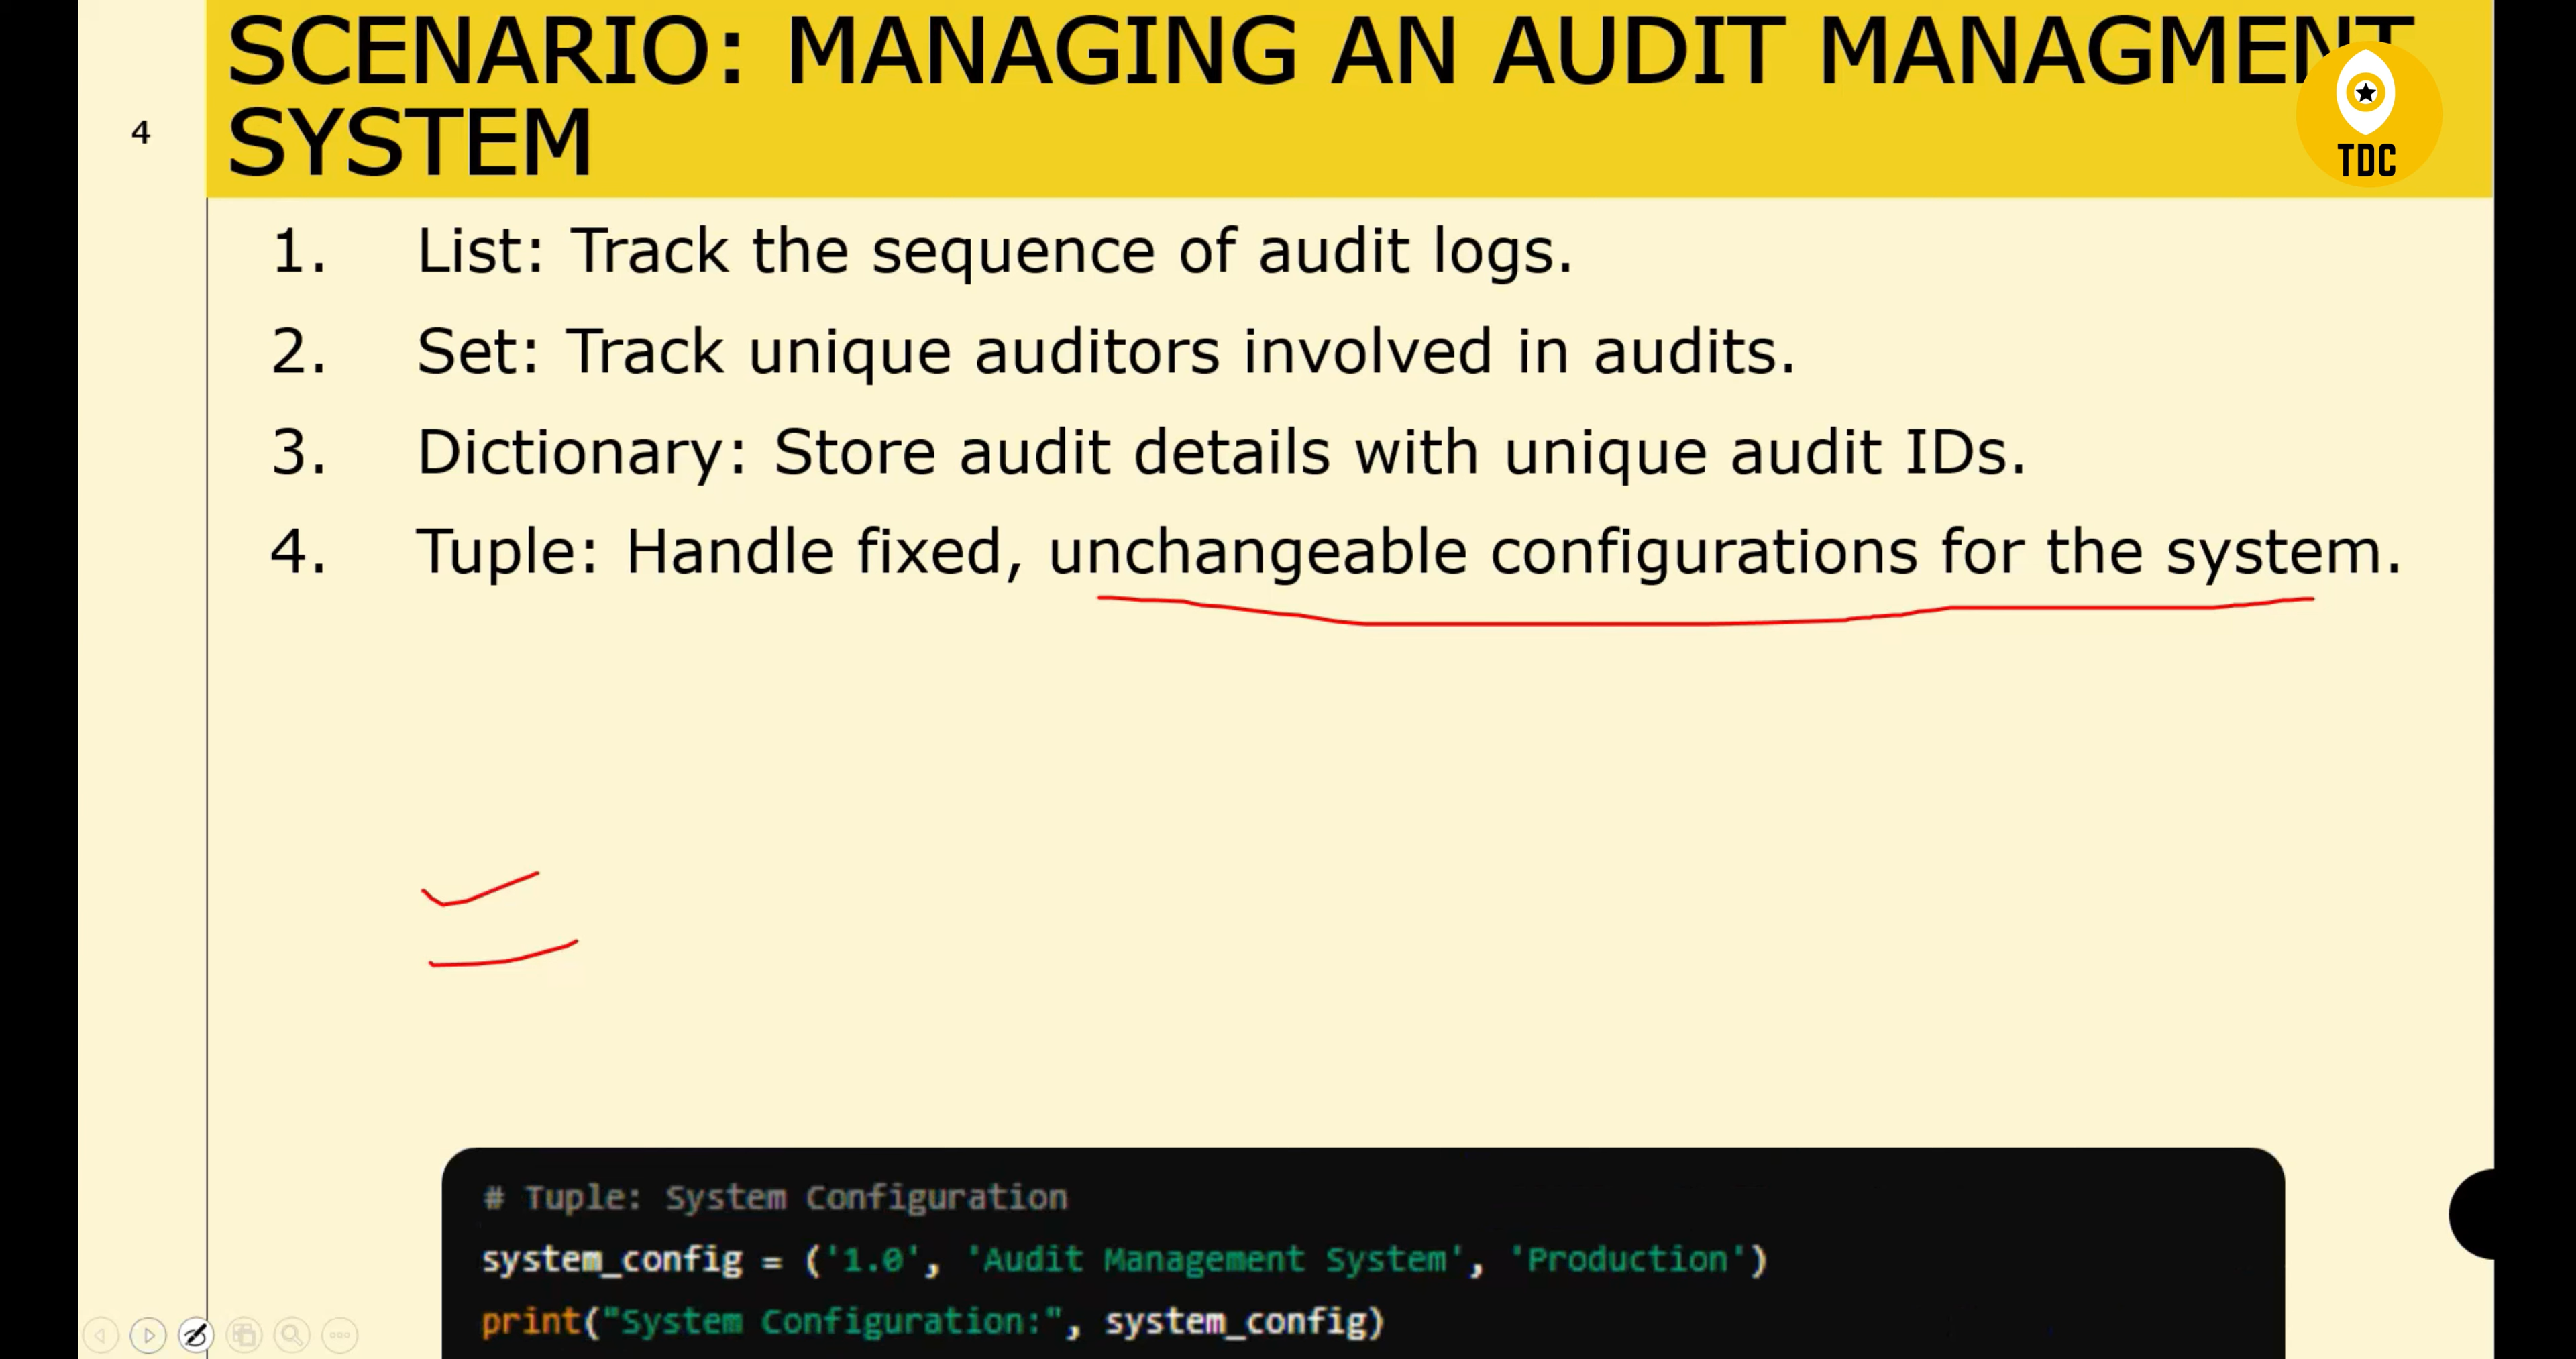 SCENARIO: MANAGING AN AUDIT MANAGMENT
SYSTEM
TDC
4
1. List: Track the sequence of audit logs.
2. Set: Track unique auditors involved in audits.
3. Dictionary: Store audit details with unique audit IDs.
4. Tuple: Handle fixed, unchangeable configurations for the system.
# Tuple: System Configuration
system_config = ('1.0', 'Audit Management System', 'Production')
print("System Configuration:", system_config)